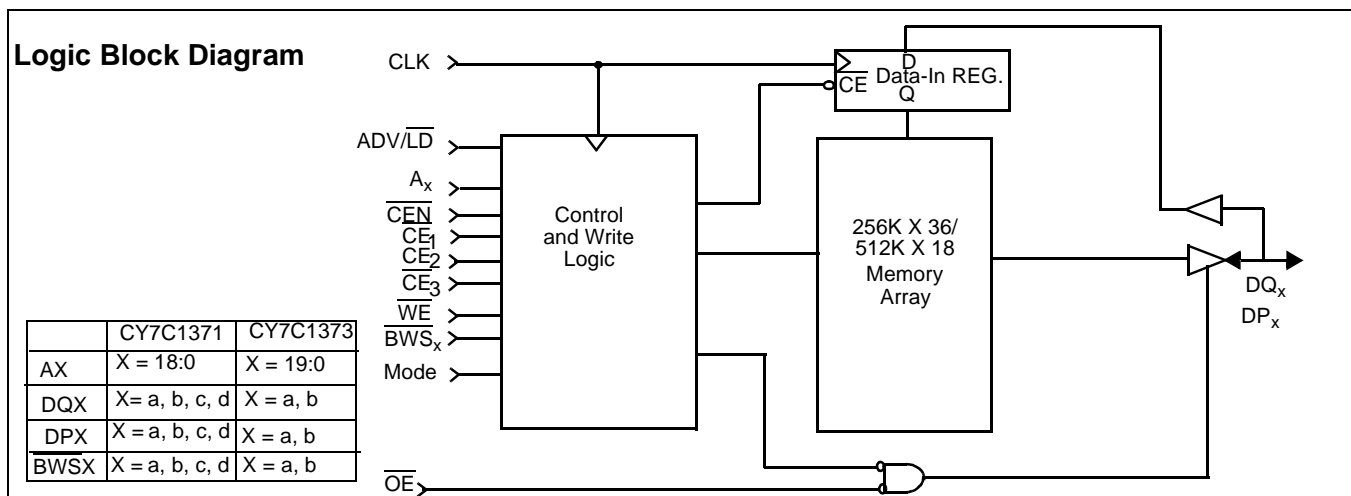 Logic Block Diagram
CLK
D
CE Data-In REG.
Q
ADV/LD
Ax
CEN
CE1
CE2
CE3
WE
BWSx
Mode
OE
Control
and Write
Logic
256K X 36/
512K X 18
Memory
Array
DQx
DPx
CY7C1371 CY7C1373
AX X = 18:0 X = 19:0
DQX X= a, b, c, d X = a, b
DPX X = a, b, c, d X = a, b
BWSX X = a, b, c, d X = a, b